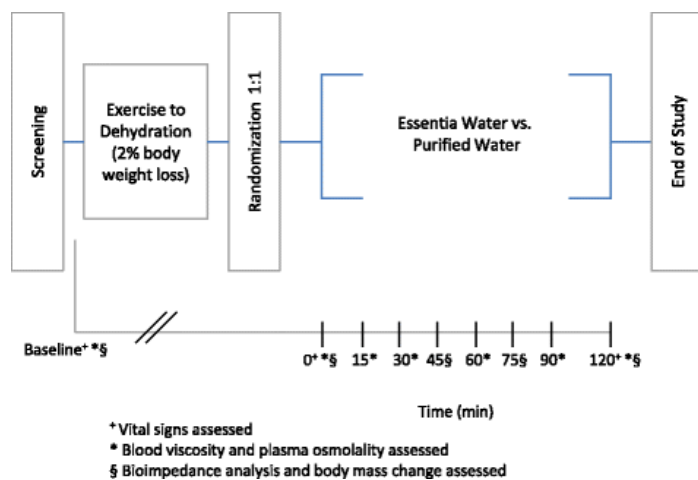 Screening
Exercise to
Dehydration
(2% body
weight loss)
Randomization 1:1
Essentia Water vs.
Purified Water
End of Study
Baseline⁺ *§
0⁺ *§ 15* 30* 45§ 60* 75§ 90* 120⁺ *§
Time (min)
⁺ Vital signs assessed
* Blood viscosity and plasma osmolality assessed
§ Bioimpedance analysis and body mass change assessed